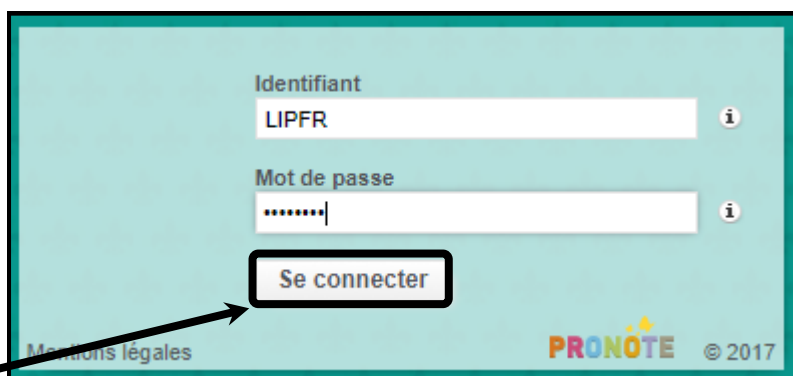 Identifiant
LIPFR
Mot de passe
••••••••
Se connecter
Mentions légales
PRONOTE © 2017